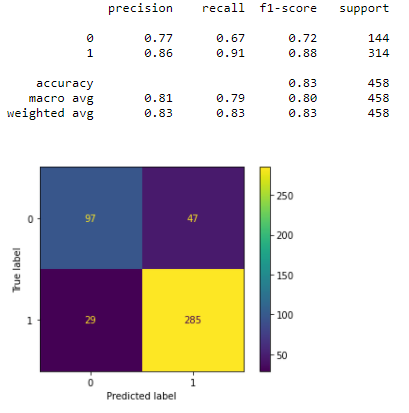 precision recall f1-score support
0 0.77 0.67 0.72 144
1 0.86 0.91 0.88 314
accuracy 0.83 458
macro avg 0.81 0.79 0.80 458
weighted avg 0.83 0.83 0.83 458
0 97 47
1 29 285
0 1
True label
Predicted label
250
200
150
100
50